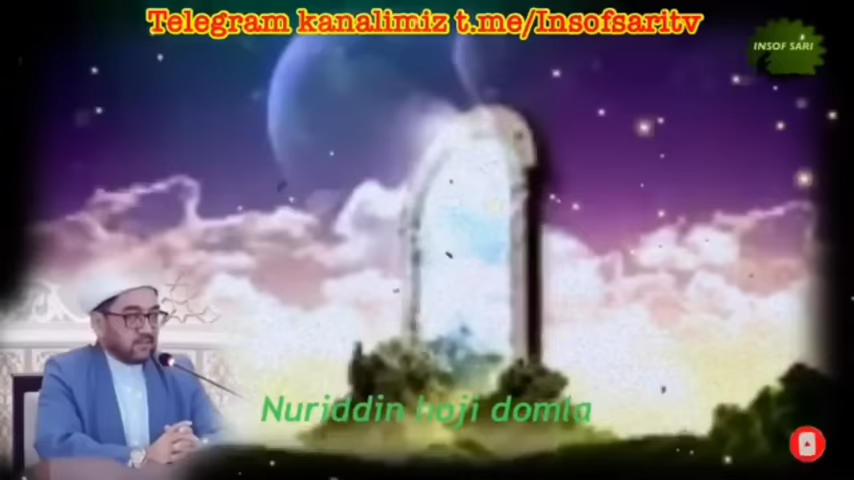 Telegram kanalimiz t.me/Insofsaritv
INSOF SARI
Nuriddin hoji domla